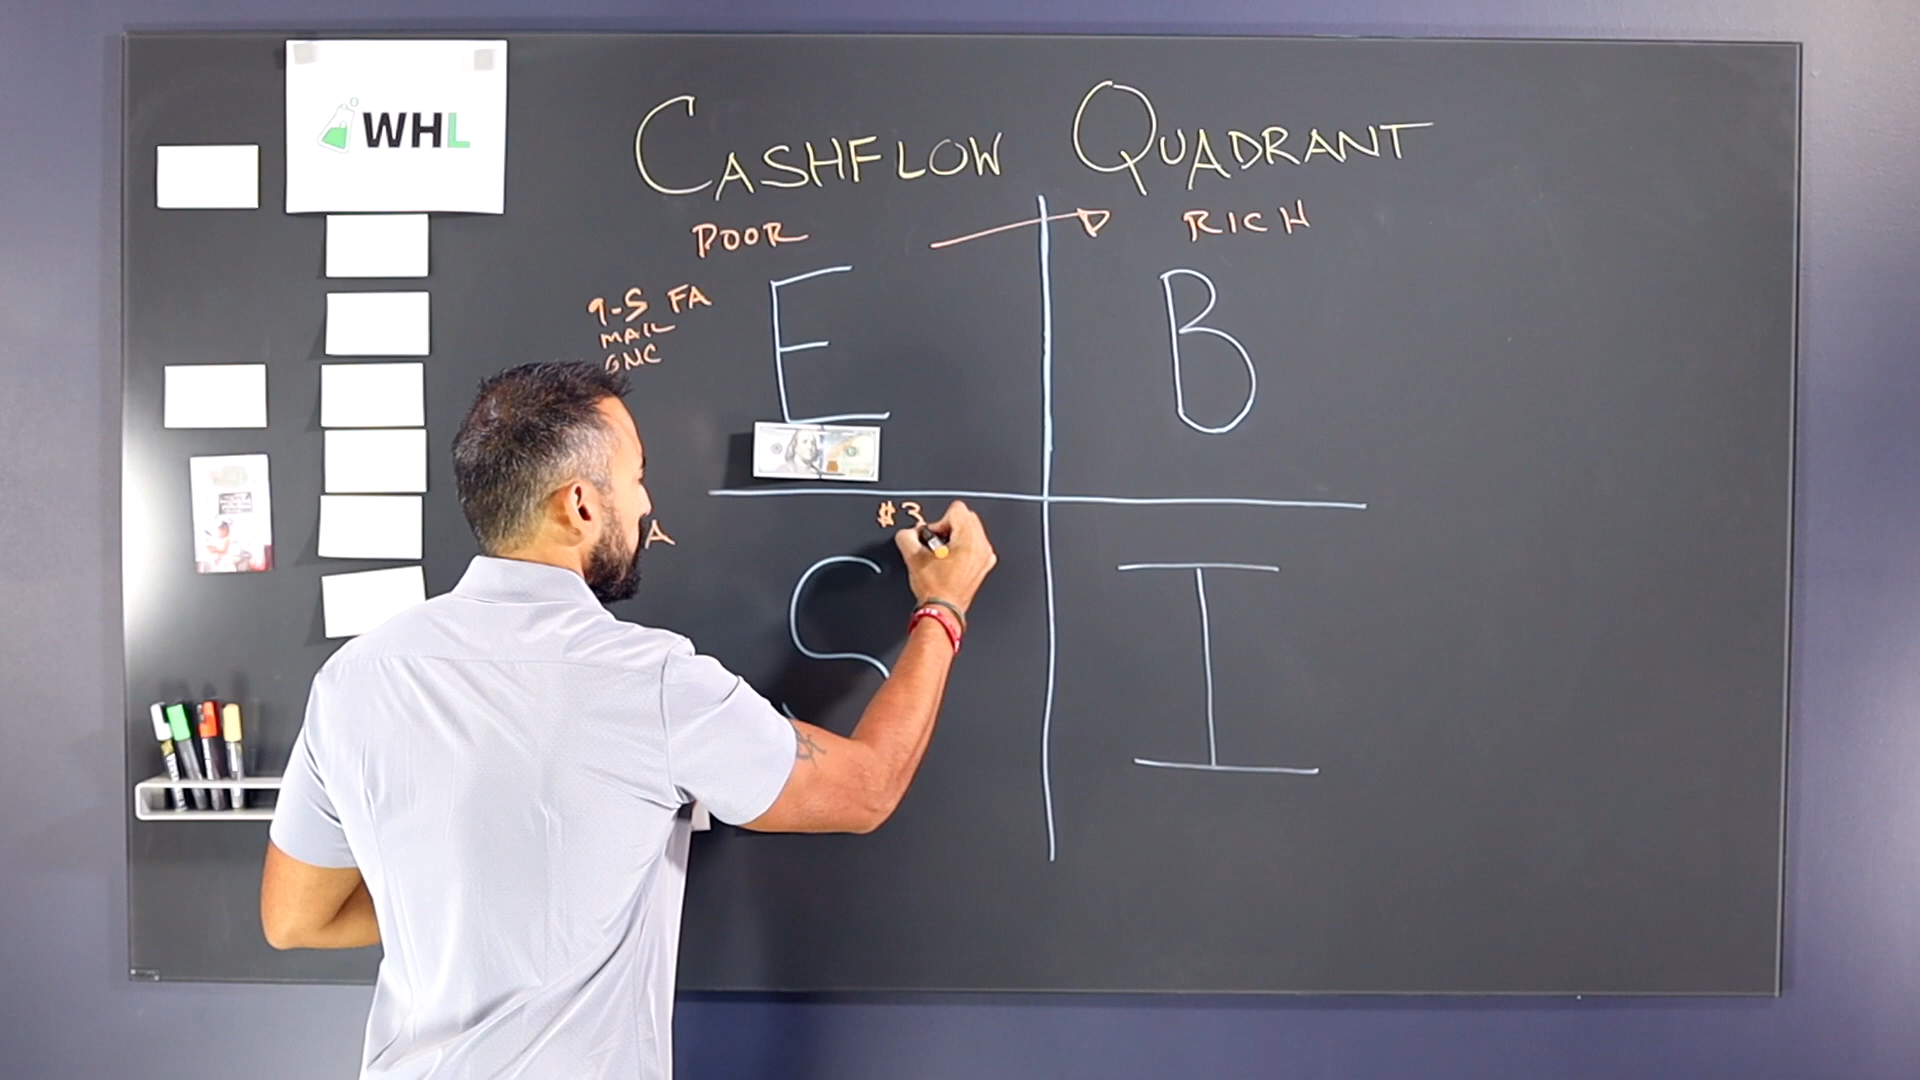 WHL
CASHFLOW QUADRANT
POOR
RICH
9-5 FA
MAIL
GNC
E
B
#3
A
S
I